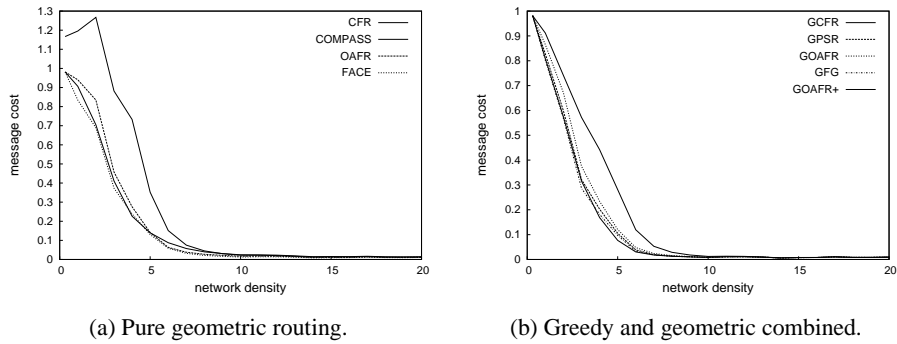 1.3
1.2
1.1
1
0.9
0.8
0.7
0.6
0.5
0.4
0.3
0.2
0.1
0
message cost
0 5 10 15 20
network density
CFR
COMPASS
OAFR
FACE
(a) Pure geometric routing.
1
0.9
0.8
0.7
0.6
0.5
0.4
0.3
0.2
0.1
0
message cost
0 5 10 15 20
network density
GCFR
GPSR
GOAFR
GFG
GOAFR+
(b) Greedy and geometric combined.